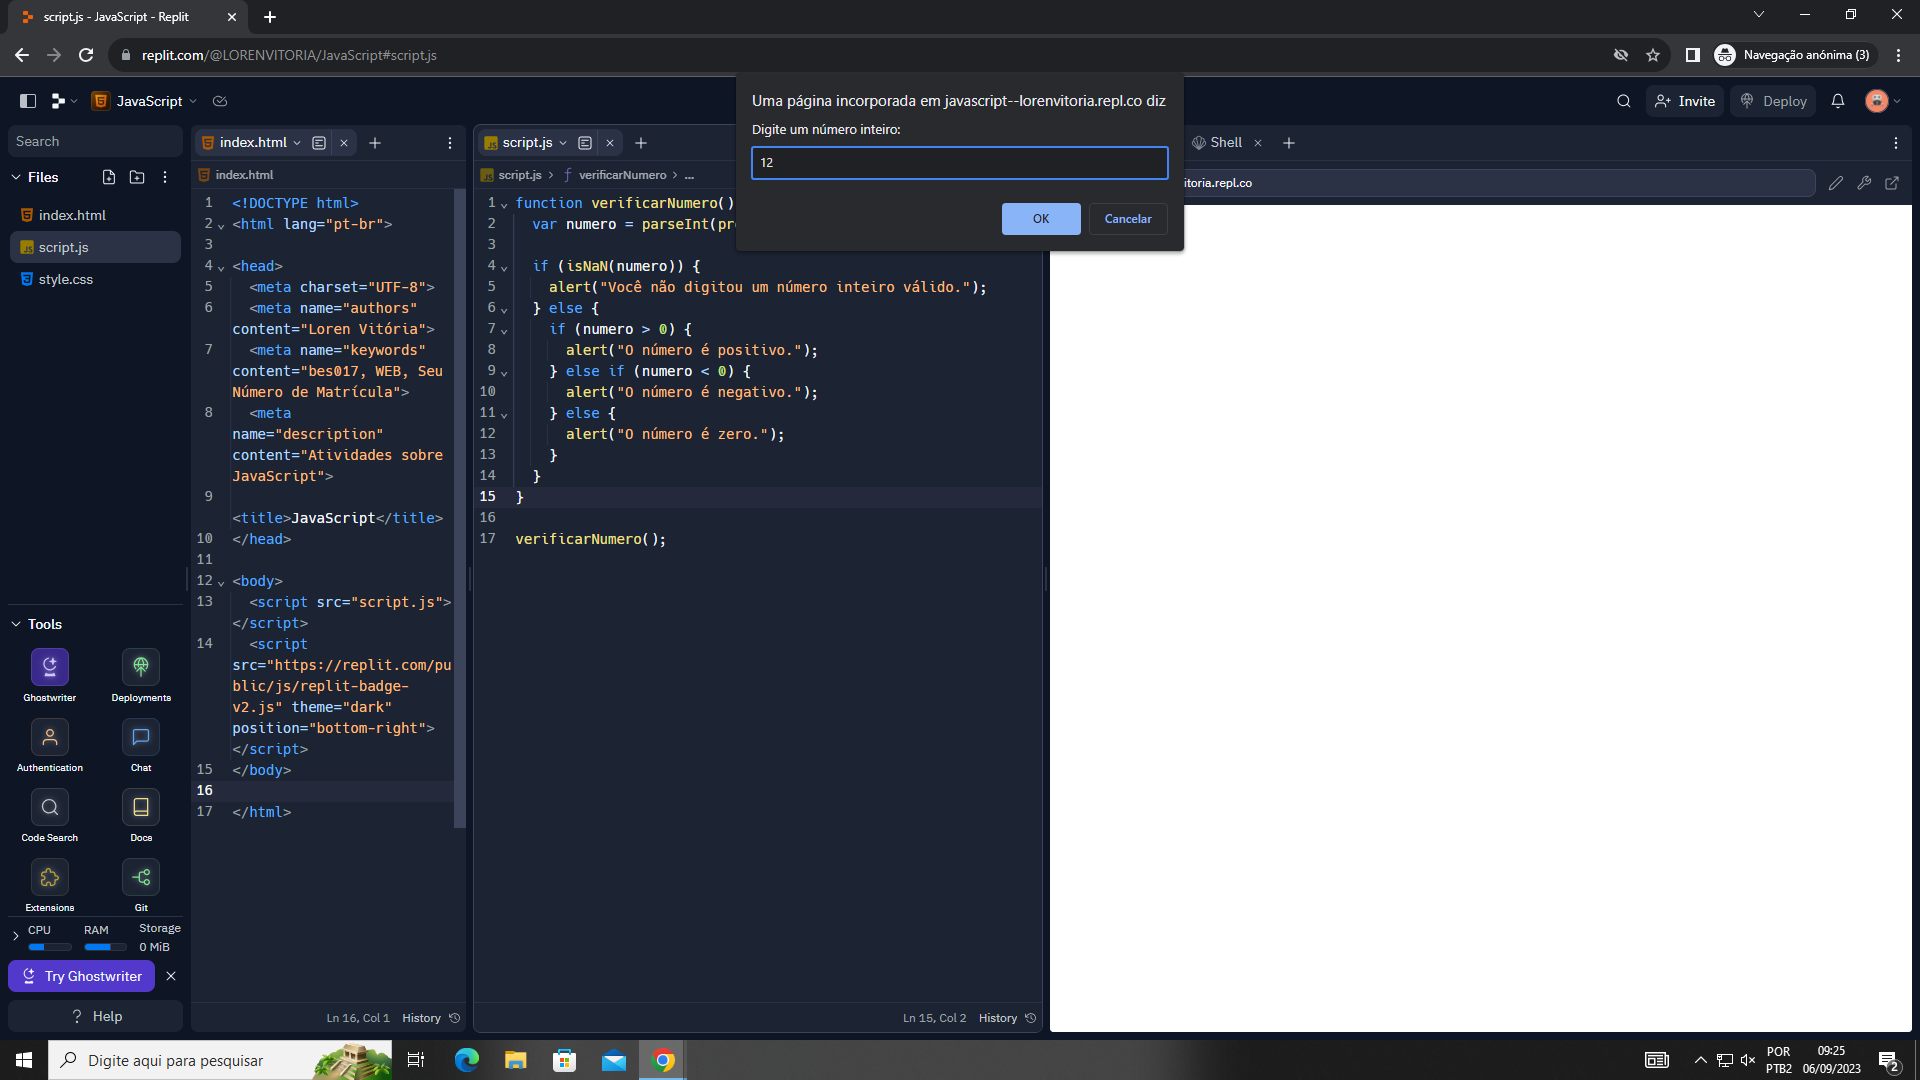 script.js - JavaScript - Replit
replit.com/@LORENVITORIA/JavaScript#script.js
Navegação anónima (3)
JavaScript
Invite
Deploy
Uma página incorporada em javascript--lorenvitoria.repl.co diz
Digite um número inteiro:
12
OK
Cancelar
Search
Files
index.html
script.js
style.css
Tools
Ghostwriter
Deployments
Authentication
Chat
Code Search
Docs
Extensions
Git
CPU
RAM
Storage
0 MiB
Try Ghostwriter
? Help
index.html
index.html
1 <!DOCTYPE html>
2 <html lang="pt-br">
3
4 <head>
5 <meta charset="UTF-8">
6 <meta name="authors"
content="Loren Vitória">
7 <meta name="keywords"
content="bes017, WEB, Seu
Número de Matrícula">
8 <meta
name="description"
content="Atividades sobre
JavaScript">
9
<title>JavaScript</title>
10 </head>
11
12 <body>
13 <script src="script.js">
</script>
14 <script
src="https://replit.com/pu
blic/js/replit-badge-
v2.js" theme="dark"
position="bottom-right">
</script>
15 </body>
16
17 </html>
Ln 16, Col 1 History
script.js
script.js > verificarNumero > ...
1 function verificarNumero()
2 var numero = parseInt(pro
3
4 if (isNaN(numero)) {
5 alert("Você não digitou um número inteiro válido.");
6 } else {
7 if (numero > 0) {
8 alert("O número é positivo.");
9 } else if (numero < 0) {
10 alert("O número é negativo.");
11 } else {
12 alert("O número é zero.");
13 }
14 }
15 }
16
17 verificarNumero();
Ln 15, Col 2 History
Shell
itoria.repl.co
Digite aqui para pesquisar
POR
PTB2
09:25
06/09/2023
2